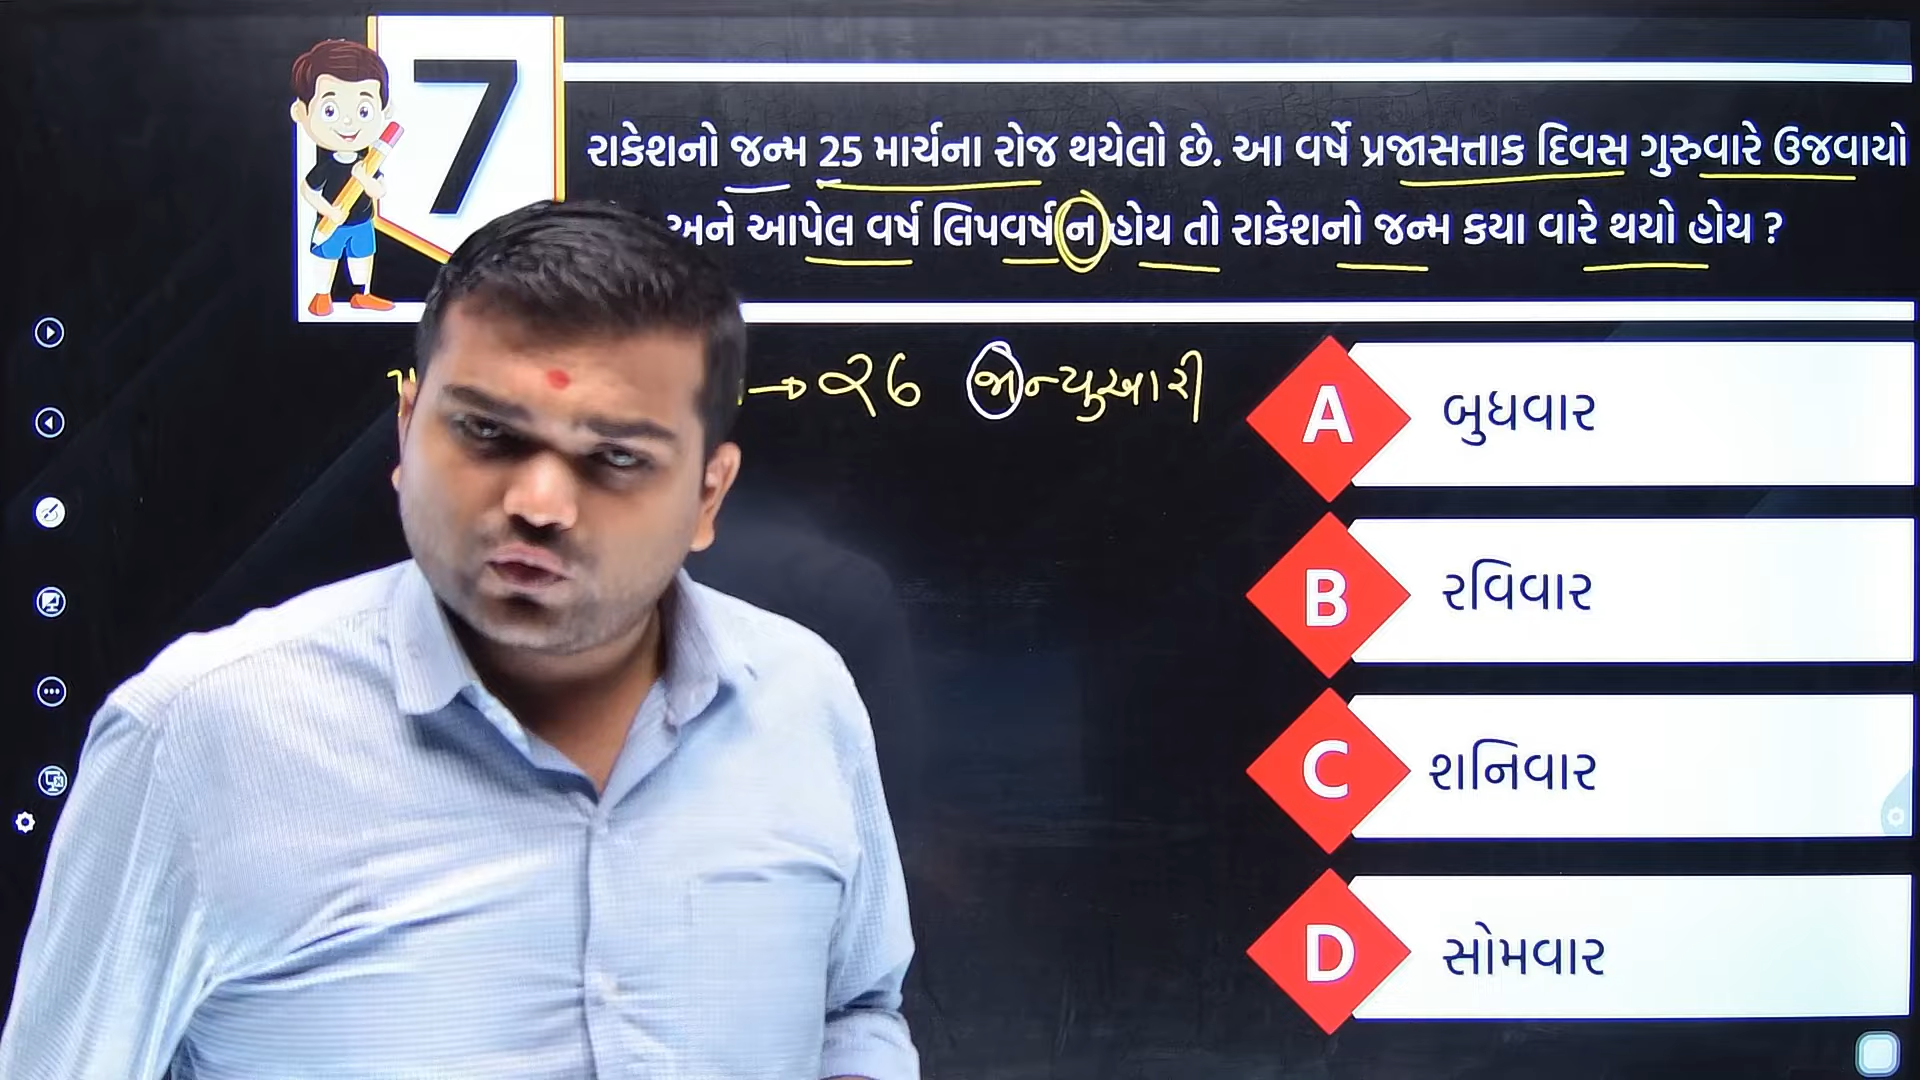 7
રાકેશનો જન્મ 25 માર્ચના રોજ થયેલો છે. આ વર્ષે પ્રજાસત્તાક દિવસ ગુરુવારે ઉજવાયો
અને આપેલ વર્ષ લિપવર્ષ ન હોય તો રાકેશનો જન્મ કયા વારે થયો હોય ?
→ ૨૬ જાન્યુઆરી
A બુધવાર
B રવિવાર
C શનિવાર
D સોમવાર